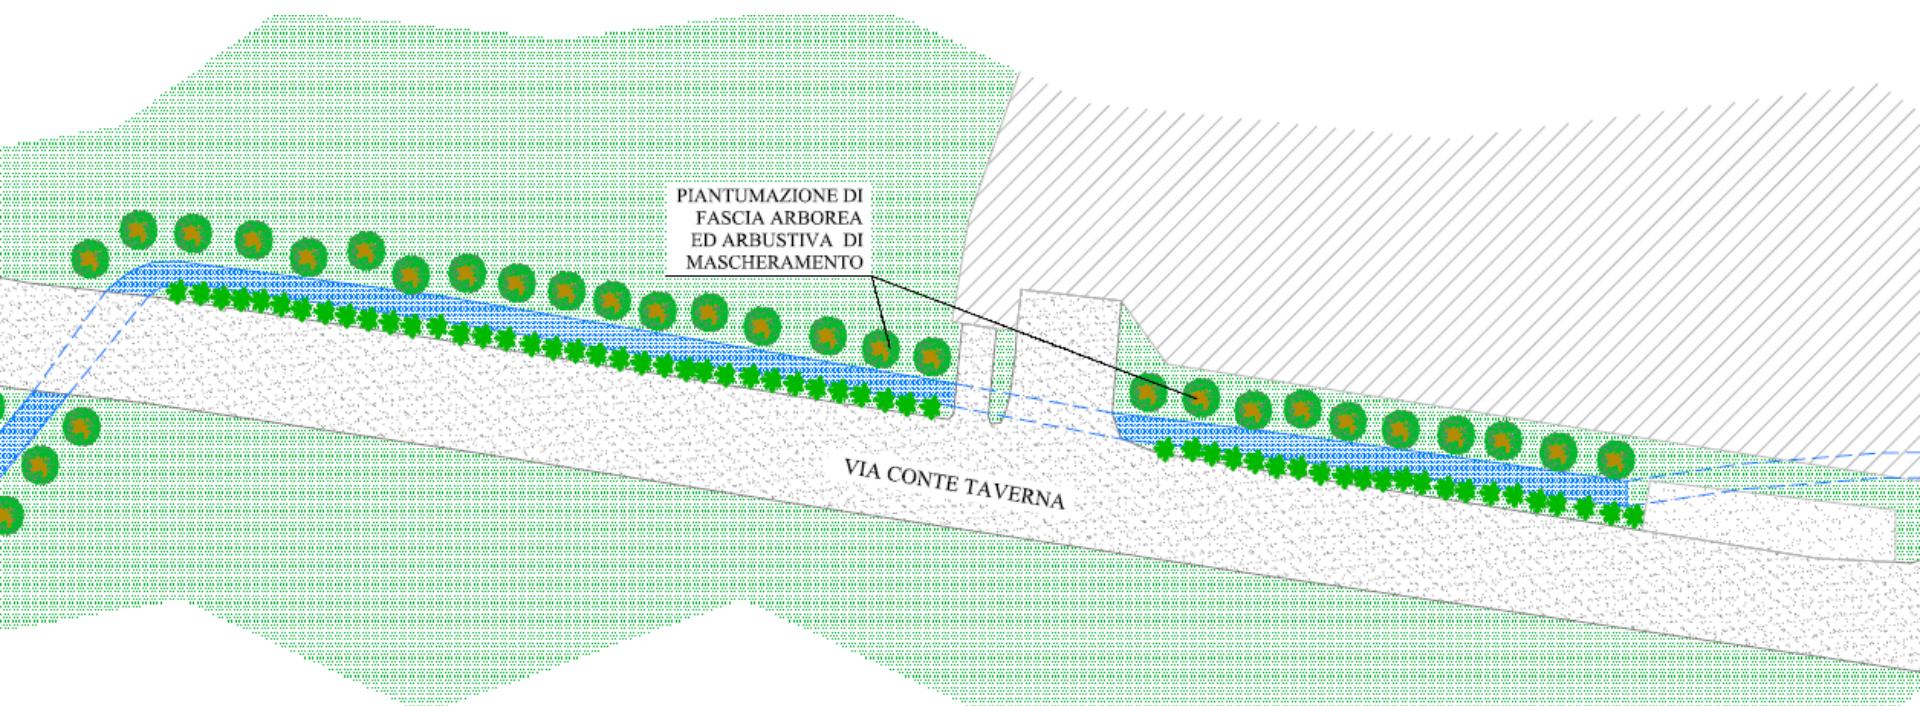 PIANTUMAZIONE DI
FASCIA ARBOREA
ED ARBUSTIVA DI
MASCHERAMENTO
VIA CONTE TAVERNA